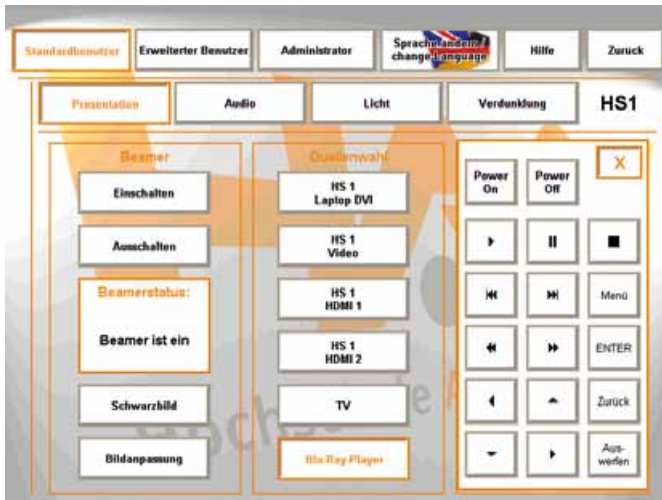 Standardbenutzer
Erweiterter Benutzer
Administrator
Sprache ändern /
change Language
Hilfe
Zurück
Presentation
Audio
Licht
Verdunklung
HS1
Beamer
Einschalten
Ausschalten
Beamerstatus:
Beamer ist ein
Schwarzbild
Bildanpassung
Quellenwahl
HS 1
Laptop DVI
HS 1
Video
HS 1
HDMI 1
HS 1
HDMI 2
TV
Blu-Ray-Player
X
Power
On
Power
Off
Menü
ENTER
Zurück
Aus-
werfen